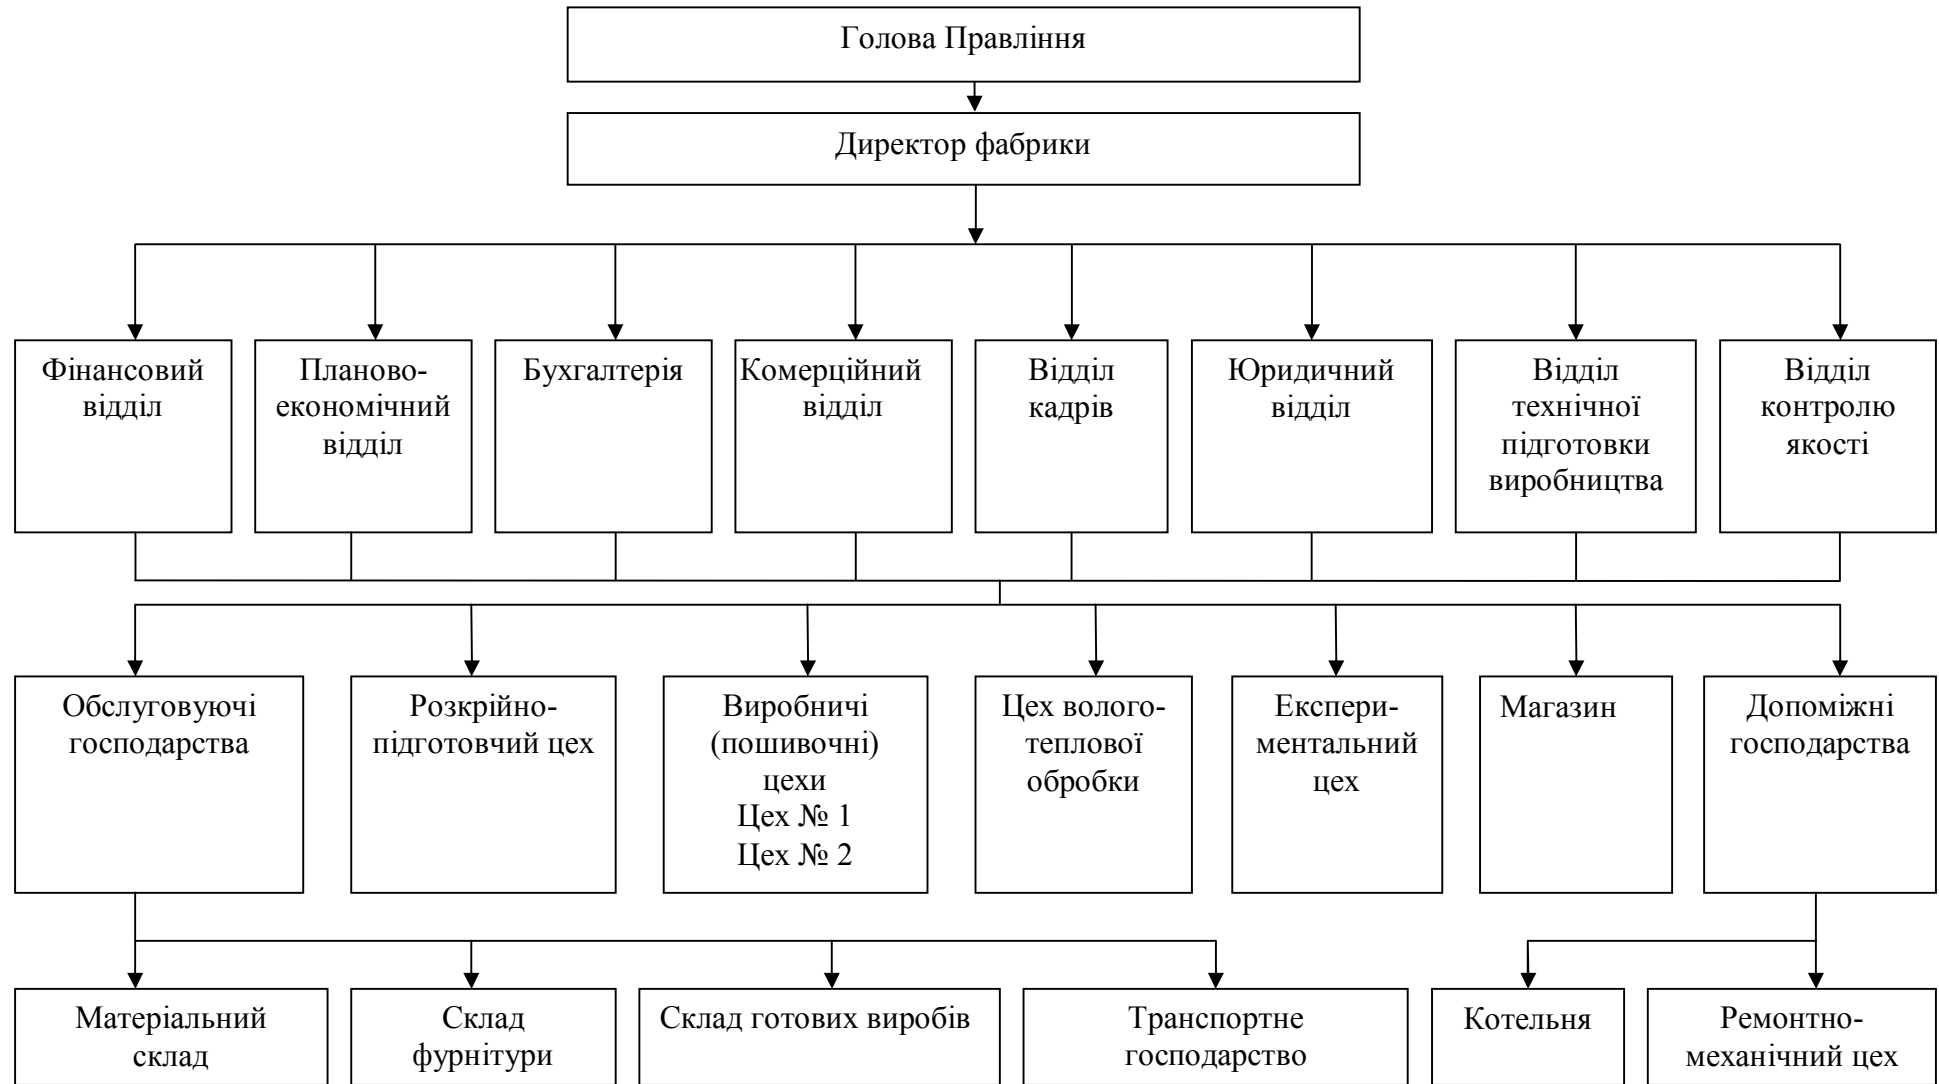 Голова Правління
Директор фабрики
Фінансовий
відділ
Планово-
економічний
відділ
Бухгалтерія
Комерційний
відділ
Відділ
кадрів
Юридичний
відділ
Відділ
технічної
підготовки
виробництва
Відділ
контролю
якості
Обслуговуючі
господарства
Розкрійно-
підготовчий цех
Виробничі
(пошивочні)
цехи
Цех № 1
Цех № 2
Цех волого-
теплової
обробки
Експери-
ментальний
цех
Магазин
Допоміжні
господарства
Матеріальний
склад
Склад
фурнітури
Склад готових виробів
Транспортне
господарство
Котельня
Ремонтно-
механічний цех